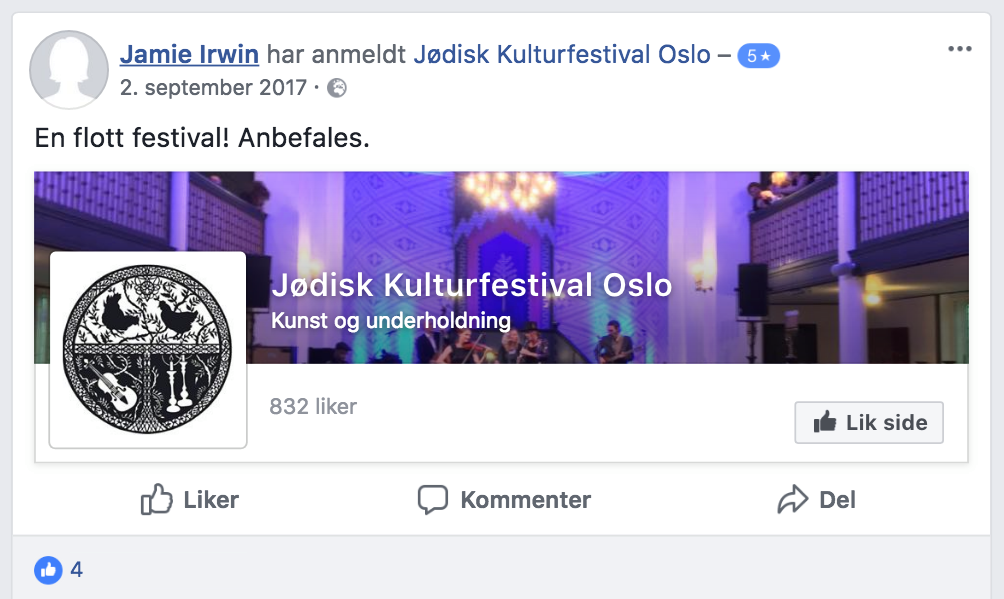 Jamie Irwin har anmeldt Jødisk Kulturfestival Oslo – 5★
2. september 2017 ·
En flott festival! Anbefales.
Jødisk Kulturfestival Oslo
Kunst og underholdning
832 liker
Lik side
Liker Kommenter Del
4